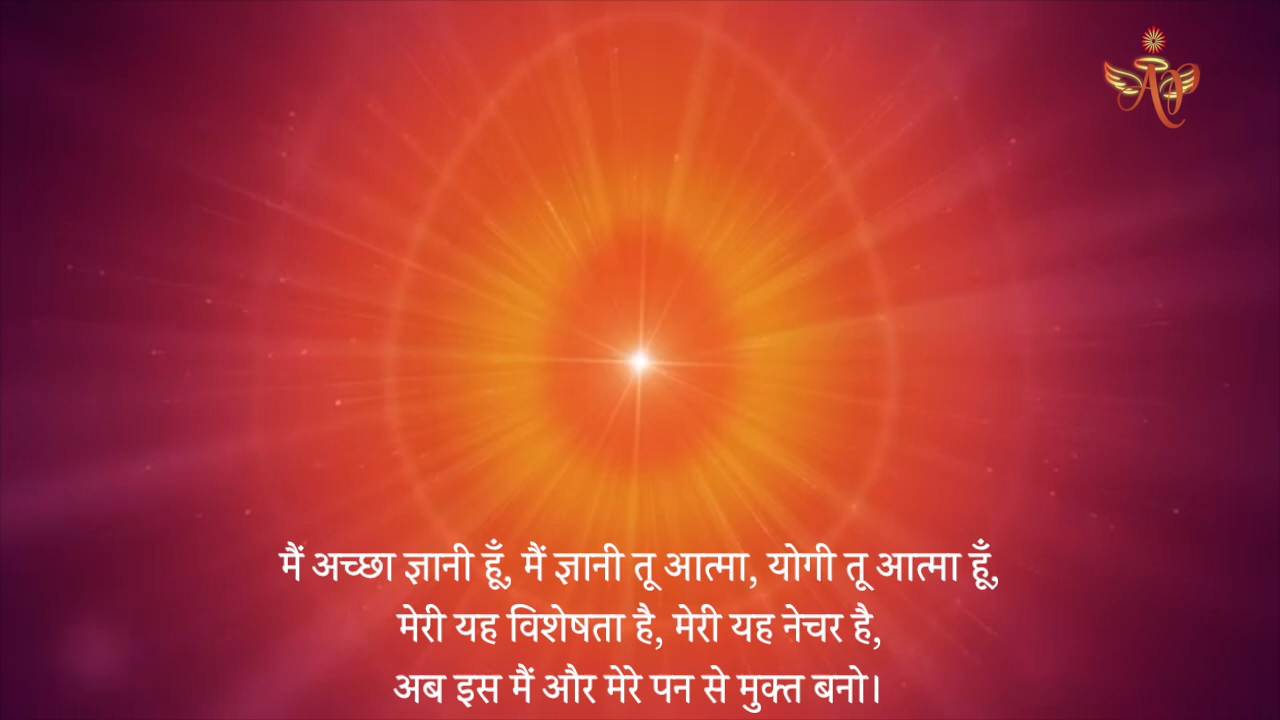 मैं अच्छा ज्ञानी हूँ, मैं ज्ञानी तू आत्मा, योगी तू आत्मा हूँ,
मेरी यह विशेषता है, मेरी यह नेचर है,
अब इस मैं और मेरे पन से मुक्त बनो।